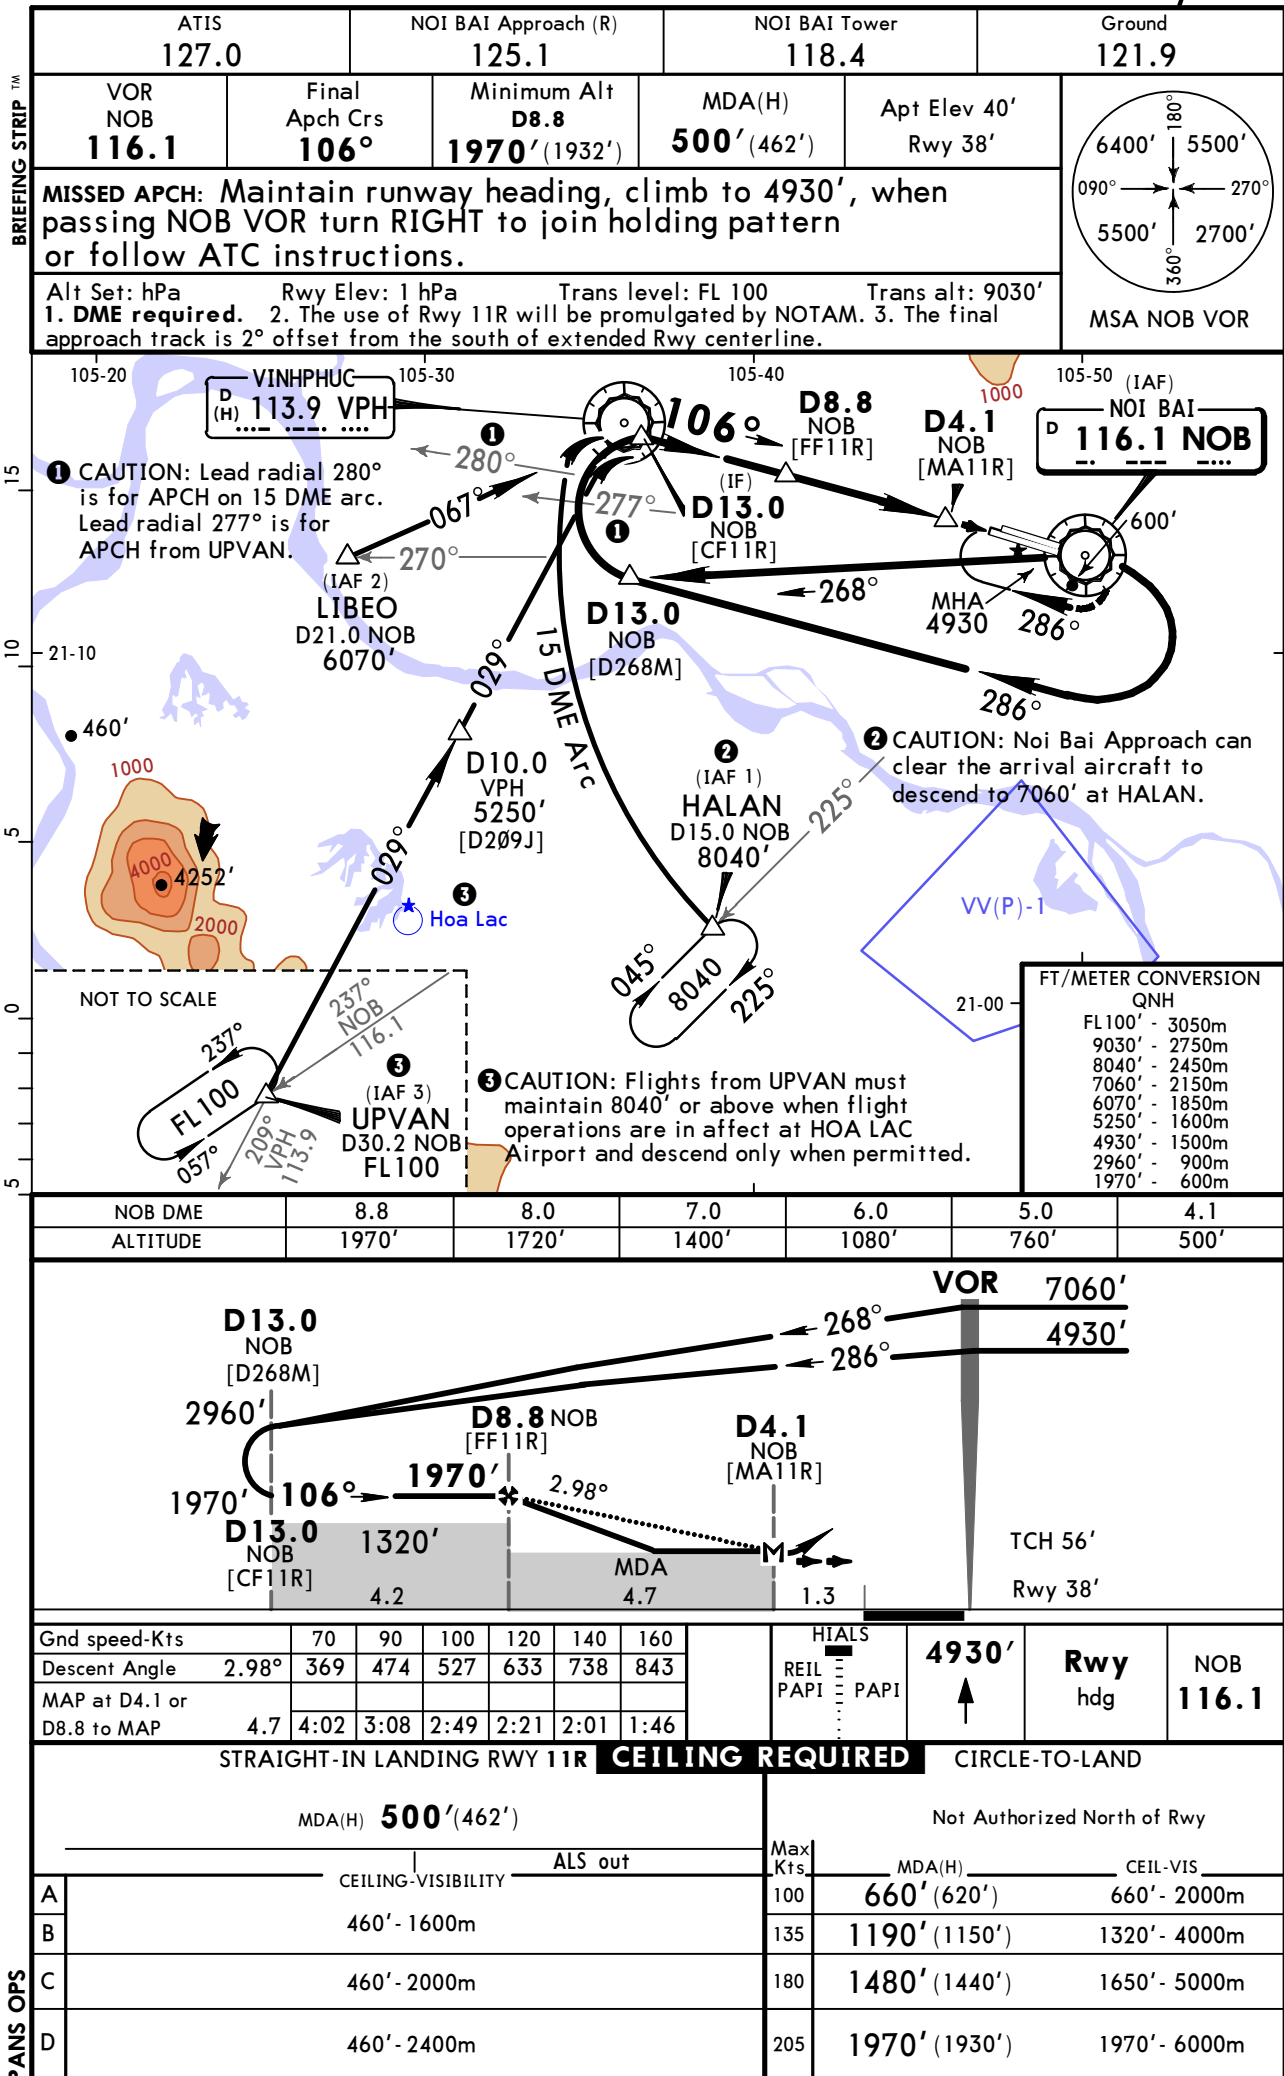 ATIS
127.0
NOI BAI Approach (R)
125.1
NOI BAI Tower
118.4
Ground
121.9
BRIEFING STRIP TM
VOR
NOB
116.1
Final
Apch Crs
106°
Minimum Alt
D8.8
1970'(1932')
MDA(H)
500'(462')
Apt Elev 40'
Rwy 38'
MISSED APCH: Maintain runway heading, climb to 4930', when
passing NOB VOR turn RIGHT to join holding pattern
or follow ATC instructions.
Alt Set: hPa Rwy Elev: 1 hPa Trans level: FL 100 Trans alt: 9030'
1. DME required. 2. The use of Rwy 11R will be promulgated by NOTAM. 3. The final
approach track is 2° offset from the south of extended Rwy centerline.
180°
6400' 5500'
090° 270°
5500' 2700'
360°
MSA NOB VOR
105-20 105-30 105-40 105-50
1000
VINHPHUC
D
(H) 113.9 VPH
(IAF)
NOI BAI
D 116.1 NOB
106°
D8.8
NOB
[FF11R]
D4.1
NOB
[MA11R]
1
280°
1 CAUTION: Lead radial 280°
is for APCH on 15 DME arc.
Lead radial 277° is for
APCH from UPVAN.
067°
277°
1
(IF)
D13.0
NOB
[CF11R]
600'
270°
(IAF 2)
LIBEO
D21.0 NOB
6070'
268°
MHA
4930
286°
D13.0
NOB
[D268M]
286°
15
10
5
0
5
21-10
029°
15 DME Arc
460'
D10.0
VPH
5250'
[D209J]
2
(IAF 1)
HALAN
D15.0 NOB
8040'
225°
2 CAUTION: Noi Bai Approach can
clear the arrival aircraft to
descend to 7060' at HALAN.
1000
4000
4252'
2000
029°
3
Hoa Lac
VV(P)-1
045°
8040
225°
21-00
NOT TO SCALE
237°
NOB
116.1
237°
FL100
057°
209°
VPH
113.9
3
(IAF 3)
UPVAN
D30.2 NOB
FL100
3 CAUTION: Flights from UPVAN must
maintain 8040' or above when flight
operations are in affect at HOA LAC
Airport and descend only when permitted.
FT/METER CONVERSION
QNH
FL100' - 3050m
9030' - 2750m
8040' - 2450m
7060' - 2150m
6070' - 1850m
5250' - 1600m
4930' - 1500m
2960' - 900m
1970' - 600m
NOB DME 8.8 8.0 7.0 6.0 5.0 4.1
ALTITUDE 1970' 1720' 1400' 1080' 760' 500'
VOR
7060'
4930'
268°
286°
D13.0
NOB
[D268M]
2960'
D8.8 NOB
[FF11R]
D4.1
NOB
[MA11R]
1970' 106° 1970' 2.98°
D13.0
NOB
[CF11R]
1320'
MDA
M
4.2 4.7 1.3
TCH 56'
Rwy 38'
Gnd speed-Kts 70 90 100 120 140 160
Descent Angle 2.98° 369 474 527 633 738 843
MAP at D4.1 or
D8.8 to MAP 4.7 4:02 3:08 2:49 2:21 2:01 1:46
HIALS
REIL
PAPI PAPI
4930'
Rwy
hdg
NOB
116.1
STRAIGHT-IN LANDING RWY 11R CEILING REQUIRED CIRCLE-TO-LAND
MDA(H) 500'(462')
Not Authorized North of Rwy
ALS out
CEILING-VISIBILITY
Max
Kts MDA(H) CEIL-VIS
A 100 660'(620') 660'- 2000m
B 460'- 1600m 135 1190'(1150') 1320'- 4000m
C 460'- 2000m 180 1480'(1440') 1650'- 5000m
D 460'- 2400m 205 1970'(1930') 1970'- 6000m
PANS OPS